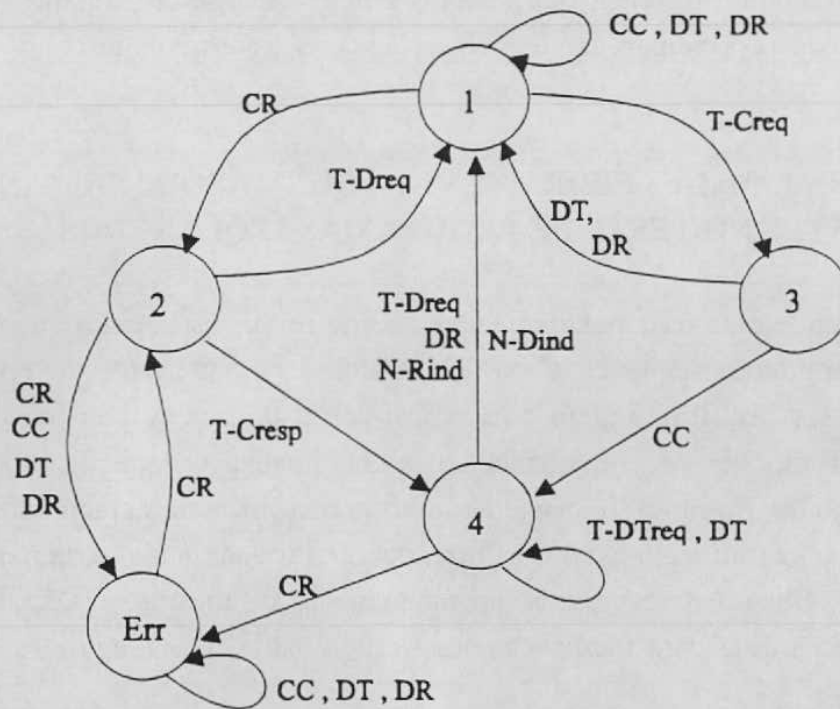 CC , DT , DR
1
CR
T-Creq
T-Dreq
DT,
DR
2
3
T-Dreq
DR
N-Rind
N-Dind
CR
CC
DT
DR
T-Cresp
CC
CR
4
T-DTreq , DT
CR
Err
CC , DT , DR